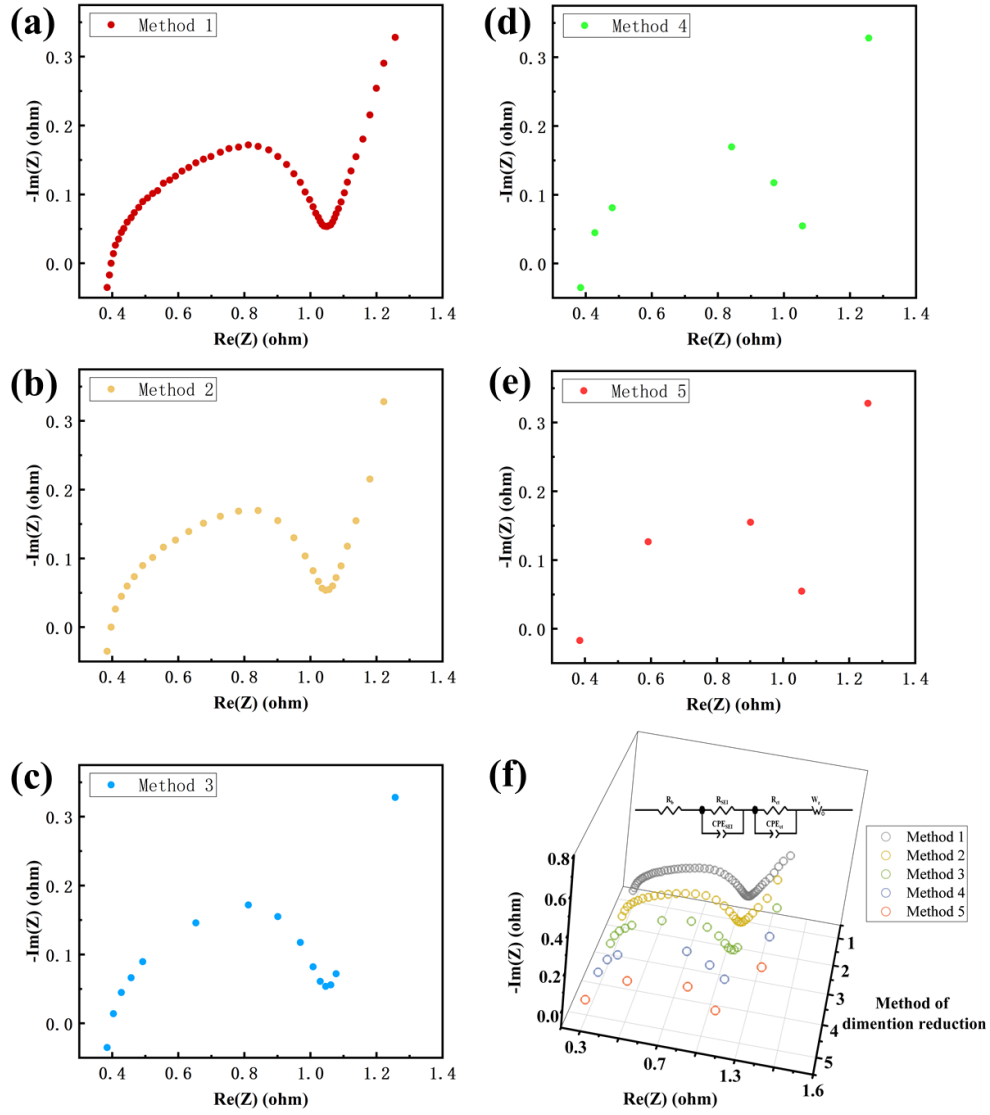 (a)
Method 1
0.3
0.2
0.1
0.0
-Im(Z) (ohm)
0.4 0.6 0.8 1.0 1.2 1.4
Re(Z) (ohm)
(d)
Method 4
0.3
0.2
0.1
0.0
-Im(Z) (ohm)
0.4 0.6 0.8 1.0 1.2 1.4
Re(Z) (ohm)
(b)
Method 2
0.3
0.2
0.1
0.0
-Im(Z) (ohm)
0.4 0.6 0.8 1.0 1.2 1.4
Re(Z) (ohm)
(e)
Method 5
0.3
0.2
0.1
0.0
-Im(Z) (ohm)
0.4 0.6 0.8 1.0 1.2 1.4
Re(Z) (ohm)
(c)
Method 3
0.3
0.2
0.1
0.0
-Im(Z) (ohm)
0.4 0.6 0.8 1.0 1.2 1.4
Re(Z) (ohm)
(f)
R_b R_SEI R_ct
CPE_SEI CPE_ct
Method 1
Method 2
Method 3
Method 4
Method 5
0.8
0.6
0.4
0.2
0.0
-Im(Z) (ohm)
1
2
3
4
5
Method of
dimention reduction
0.3 0.7 1.3 1.6
Re(Z) (ohm)